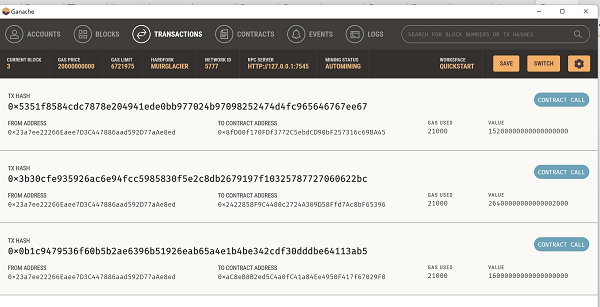 Ganache
ACCOUNTS BLOCKS TRANSACTIONS CONTRACTS EVENTS LOGS SEARCH FOR BLOCK NUMBERS OR TX HASHES
CURRENT BLOCK GAS PRICE GAS LIMIT HARDFORK NETWORK ID RPC SERVER MINING STATUS WORKSPACE SAVE SWITCH
3 20000000000 6721975 MUIRGLACIER 5777 HTTP://127.0.0.1:7545 AUTOMINING QUICKSTART
TX HASH
0×5351f8584cdc7878e204941ede0bb977024b97098252474d4fc965646767ee67 CONTRACT CALL
FROM ADDRESS TO CONTRACT ADDRESS GAS USED VALUE
0×23a7ee22266Eaee7D3C447886aad592D77aAe8ed 0×8fD00f170FDf3772C5ebdCD90bF257316c69BA45 21000 15200000000000000000
TX HASH
0×3b30cfe935926ac6e94fcc5985830f5e2c8db2679197f10325787727060622bc CONTRACT CALL
FROM ADDRESS TO CONTRACT ADDRESS GAS USED VALUE
0×23a7ee22266Eaee7D3C447886aad592D77aAe8ed 0×2422858F9C4480c2724A309D58Ffd7Ac8bF65396 21000 26400000000000002000
TX HASH
0×0b1c9479536f60b5b2ae6396b51926eab65a4e1b4be342cdf30dddbe64113ab5 CONTRACT CALL
FROM ADDRESS TO CONTRACT ADDRESS GAS USED VALUE
0×23a7ee22266Eaee7D3C447886aad592D77aAe8ed 0×aC8e0B82ed5C4a0fC41a84Ee4950F417f67029F0 21000 16000000000000000000